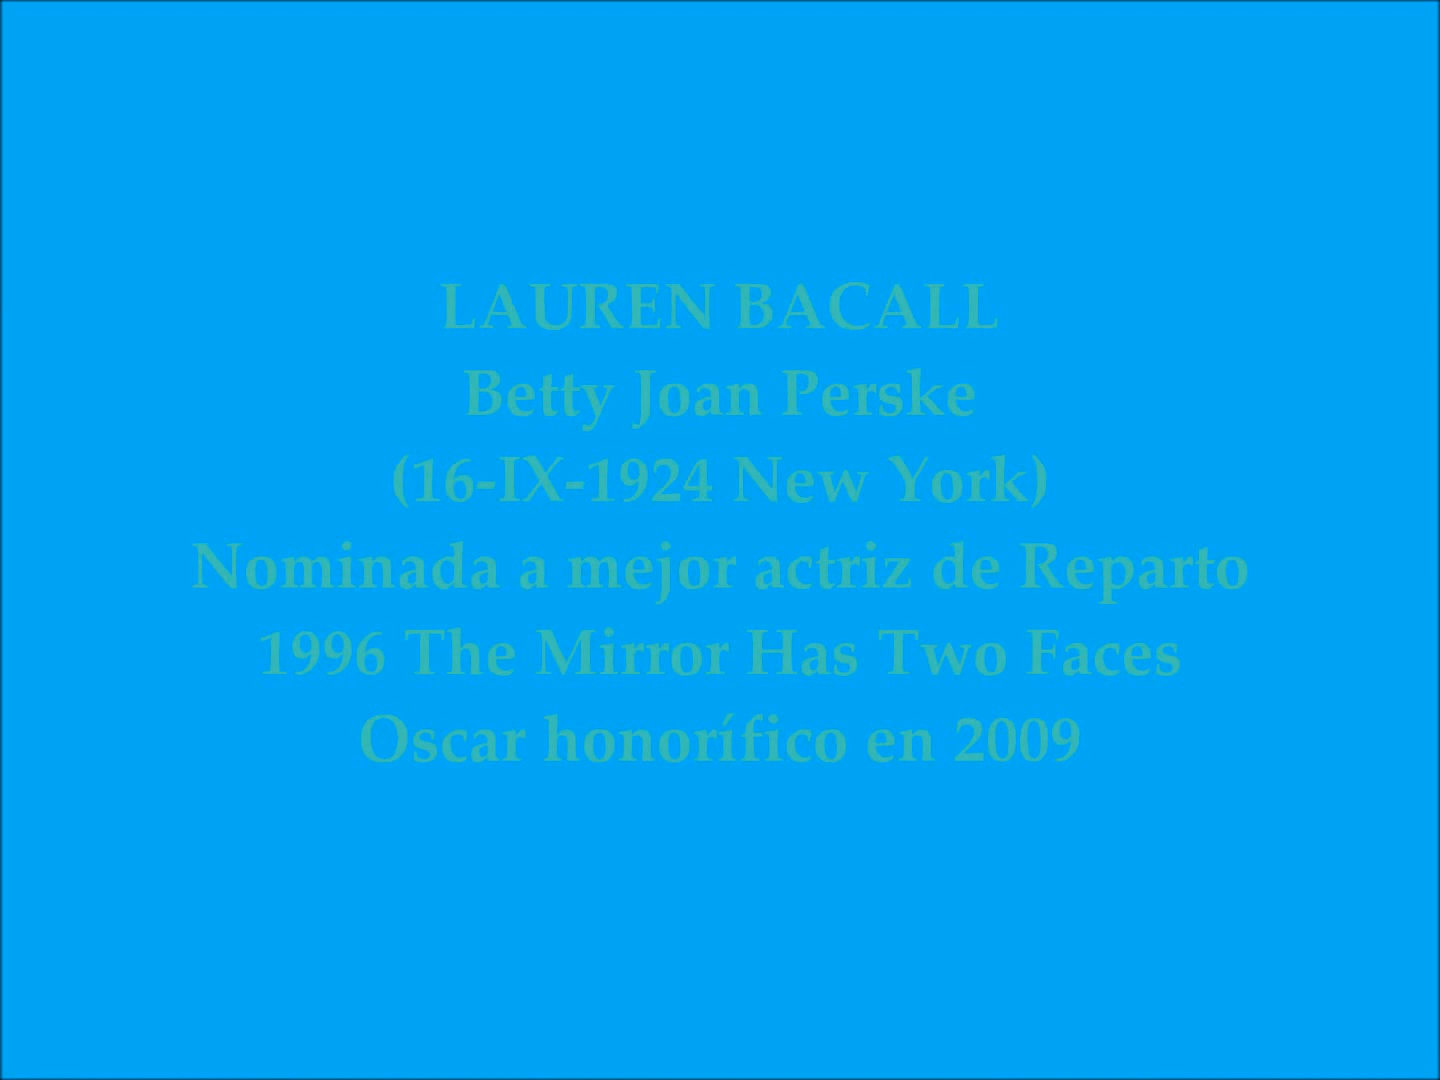 LAUREN BACALL
Betty Joan Perske
(16-IX-1924 New York)
Nominada a mejor actriz de Reparto
1996 The Mirror Has Two Faces
Oscar honorífico en 2009